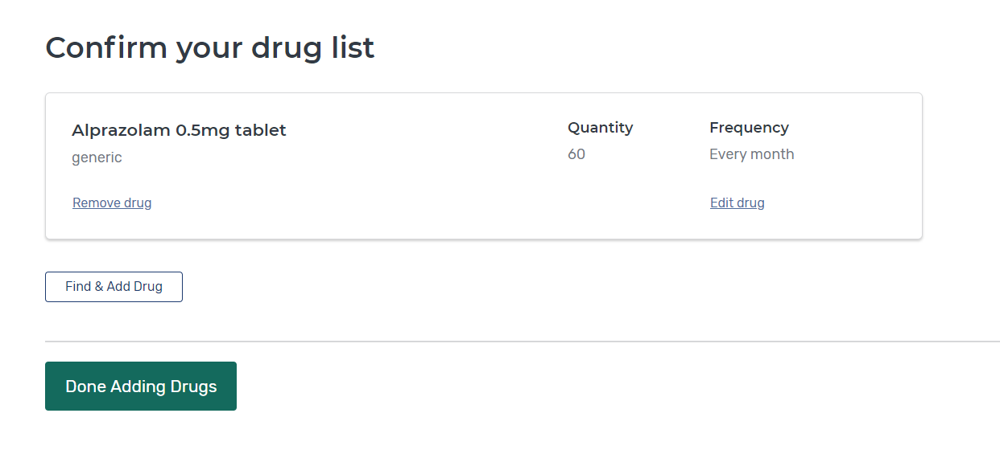 Confirm your drug list
Alprazolam 0.5mg tablet
generic
Quantity
60
Frequency
Every month
Remove drug
Edit drug
Find & Add Drug
Done Adding Drugs